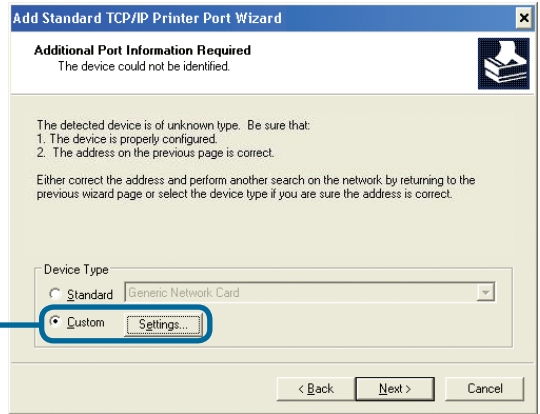 Add Standard TCP/IP Printer Port Wizard
Additional Port Information Required
The device could not be identified.
The detected device is of unknown type. Be sure that:
1. The device is properly configured.
2. The address on the previous page is correct.
Either correct the address and perform another search on the network by returning to the
previous wizard page or select the device type if you are sure the address is correct.
Device Type
Standard Generic Network Card
Custom Settings...
< Back Next > Cancel